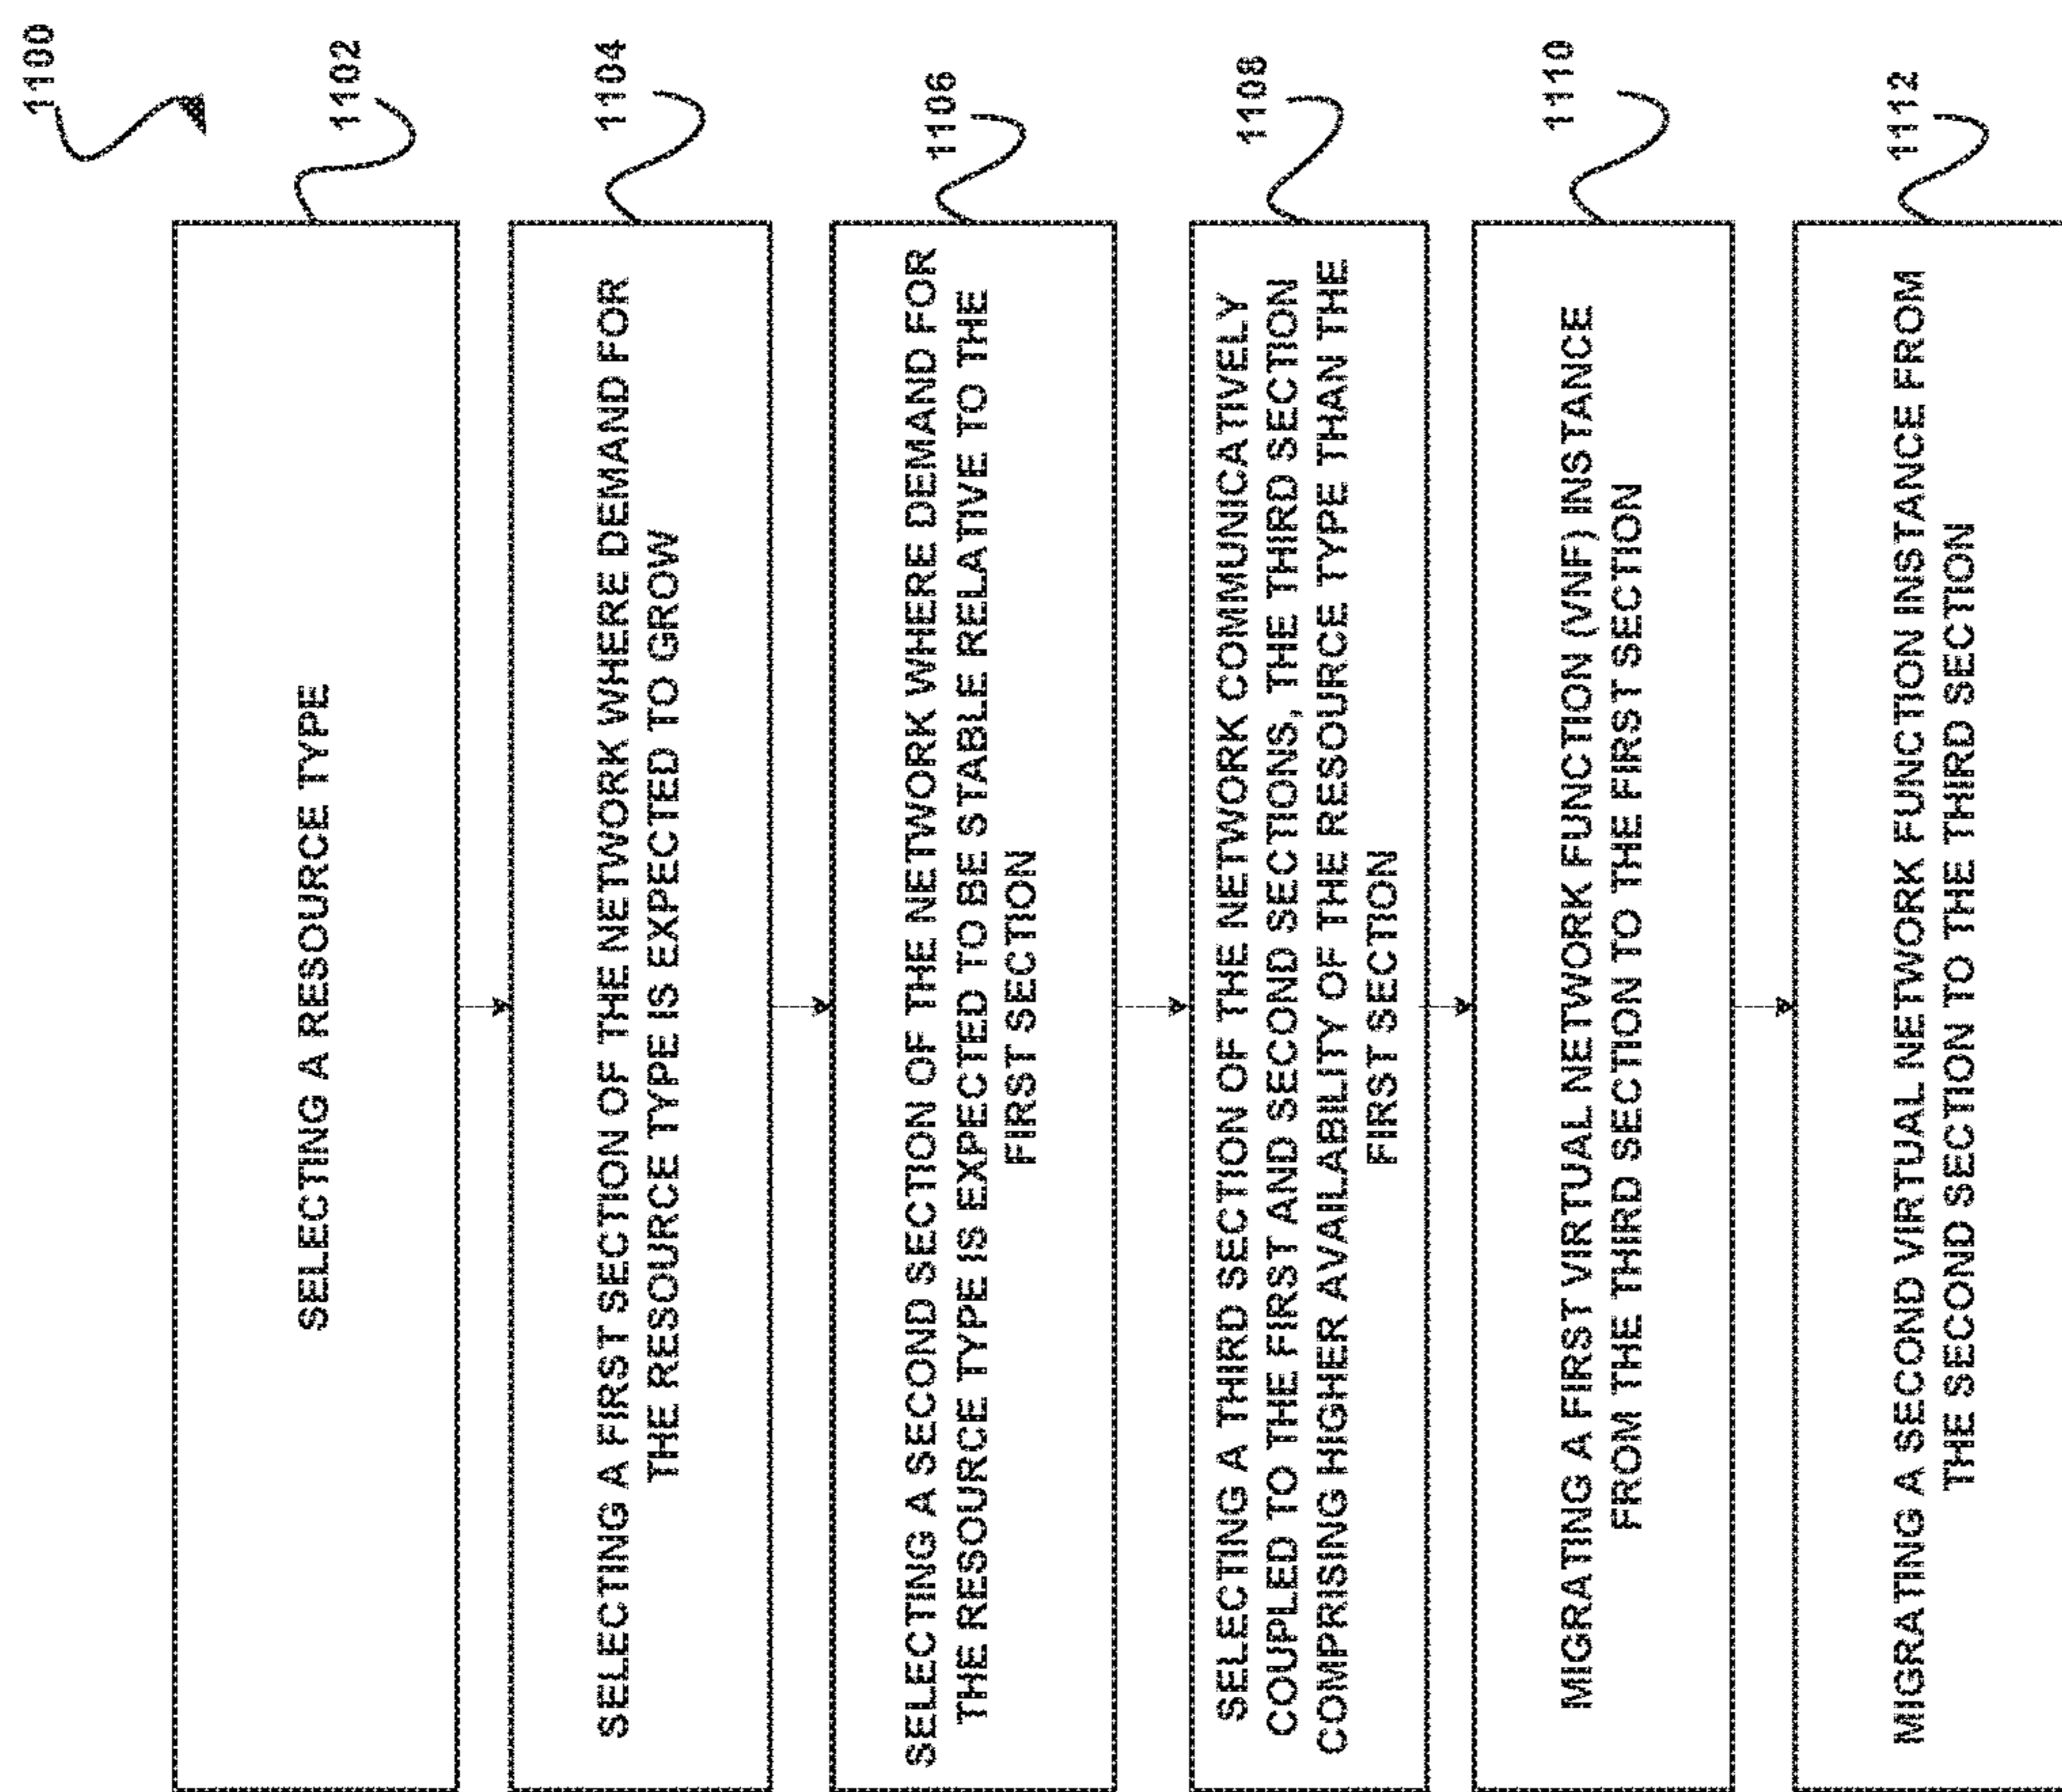 1100
1102
SELECTING A RESOURCE TYPE
1104
SELECTING A FIRST SECTION OF THE NETWORK WHERE DEMAND FOR
THE RESOURCE TYPE IS EXPECTED TO GROW
1106
SELECTING A SECOND SECTION OF THE NETWORK WHERE DEMAND FOR
THE RESOURCE TYPE IS EXPECTED TO BE STABLE RELATIVE TO THE
FIRST SECTION
1108
SELECTING A THIRD SECTION OF THE NETWORK COMMUNICATIVELY
COUPLED TO THE FIRST AND SECOND SECTIONS, THE THIRD SECTION
COMPRISING HIGHER AVAILABILITY OF THE RESOURCE TYPE THAN THE
FIRST SECTION
1110
MIGRATING A FIRST VIRTUAL NETWORK FUNCTION (VNF) INSTANCE
FROM THE THIRD SECTION TO THE FIRST SECTION
1112
MIGRATING A SECOND VIRTUAL NETWORK FUNCTION INSTANCE FROM
THE SECOND SECTION TO THE THIRD SECTION